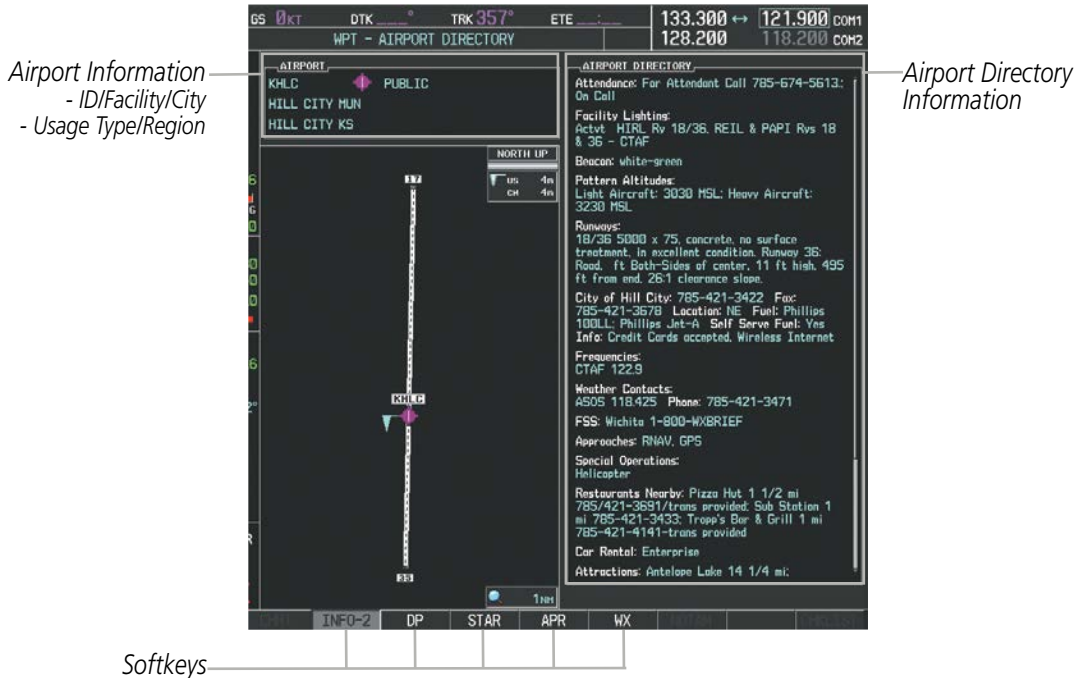 GS 0KT DTK ___° TRK 357° ETE __:__ 133.300 ↔ 121.900 COM1
WPT - AIRPORT DIRECTORY 128.200 118.200 COM2
Airport Information
- ID/Facility/City
- Usage Type/Region
AIRPORT
KHLC PUBLIC
HILL CITY MUN
HILL CITY KS
NORTH UP
US 4m
CH 4m
17
KHLC
35
1NM
AIRPORT DIRECTORY
Attendance: For Attendant Call 785-674-5613.;
On Call
Facility Lighting:
Actvt HIRL Ry 18/36, REIL & PAPI Rys 18
& 36 - CTAF
Beacon: white-green
Pattern Altitudes:
Light Aircraft: 3030 MSL; Heavy Aircraft:
3230 MSL
Runways:
18/36 5000 x 75, concrete, no surface
treatment, in excellent condition. Runway 36:
Road, ft Both-Sides of center, 11 ft high, 495
ft from end, 26:1 clearance slope.
City of Hill City: 785-421-3422 Fax:
785-421-3678 Location: NE Fuel: Phillips
100LL; Phillips Jet-A Self Serve Fuel: Yes
Info: Credit Cards accepted, Wireless Internet
Frequencies:
CTAF 122.9
Weather Contacts:
ASOS 118.425 Phone: 785-421-3471
FSS: Wichita 1-800-WXBRIEF
Approaches: RNAV, GPS
Special Operations:
Helicopter
Restaurants Nearby: Pizza Hut 1 1/2 mi
785/421-3691/trans provided; Sub Station 1
mi 785-421-3433; Tropp's Bar & Grill 1 mi
785-421-4141-trans provided
Car Rental: Enterprise
Attractions: Antelope Lake 14 1/4 mi;
Airport Directory
Information
INFO-2 DP STAR APR WX
Softkeys